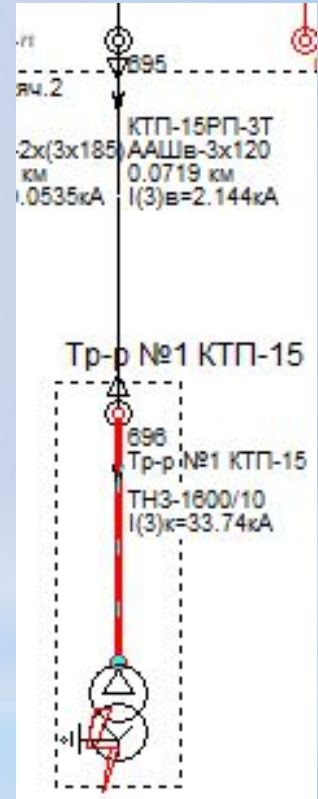 695
яч.2
КТП-15РП-3Т
-2х(3х185) ААШв-3х120
км 0.0719 км
.0535кА I(3)в=2.144кА
Тр-р №1 КТП-15
696
Тр-р №1 КТП-15
ТНЗ-1600/10
I(3)к=33.74кА